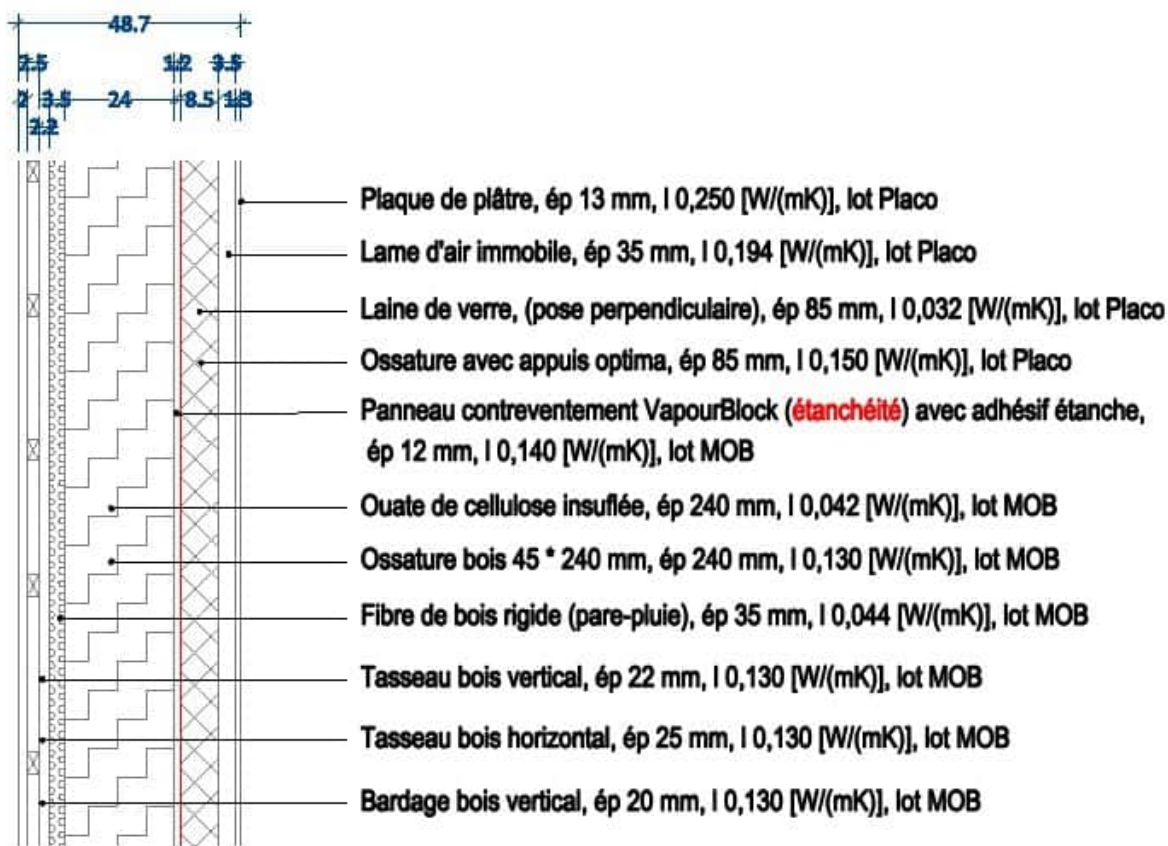 48.7
2.5 1.2 3.5
2 3.5 24 8.5 1.3
2.2
Plaque de plâtre, ép 13 mm, l 0,250 [W/(mK)], lot Placo
Lame d'air immobile, ép 35 mm, l 0,194 [W/(mK)], lot Placo
Laine de verre, (pose perpendiculaire), ép 85 mm, l 0,032 [W/(mK)], lot Placo
Ossature avec appuis optima, ép 85 mm, l 0,150 [W/(mK)], lot Placo
Panneau contreventement VapourBlock (étanchéité) avec adhésif étanche,
ép 12 mm, l 0,140 [W/(mK)], lot MOB
Ouate de cellulose insuflée, ép 240 mm, l 0,042 [W/(mK)], lot MOB
Ossature bois 45 * 240 mm, ép 240 mm, l 0,130 [W/(mK)], lot MOB
Fibre de bois rigide (pare-pluie), ép 35 mm, l 0,044 [W/(mK)], lot MOB
Tasseau bois vertical, ép 22 mm, l 0,130 [W/(mK)], lot MOB
Tasseau bois horizontal, ép 25 mm, l 0,130 [W/(mK)], lot MOB
Bardage bois vertical, ép 20 mm, l 0,130 [W/(mK)], lot MOB